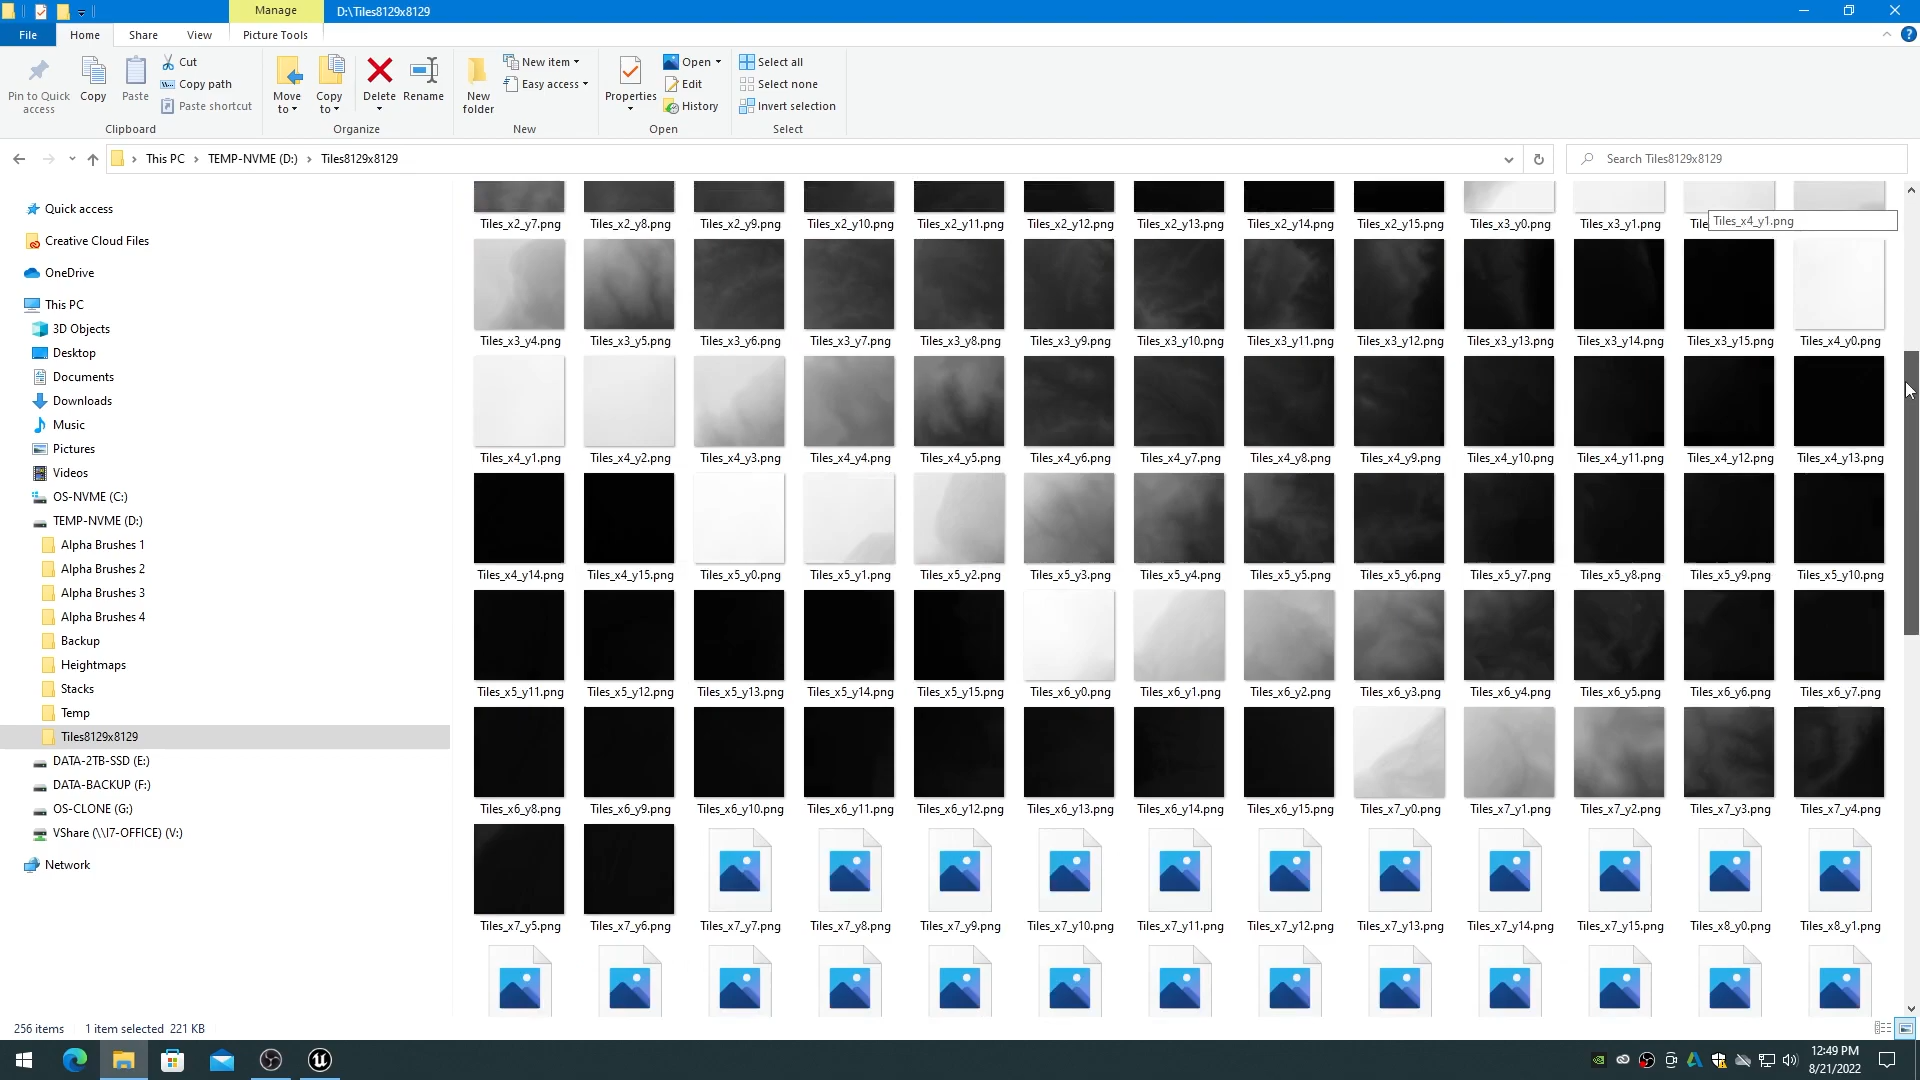 Manage
D:\Tiles8129x8129
File
Home
Share
View
Picture Tools
Pin to Quick access
Copy
Paste
Cut
Copy path
Paste shortcut
Clipboard
Move to
Copy to
Delete
Rename
Organize
New folder
New item
Easy access
New
Properties
Open
Edit
History
Open
Select all
Select none
Invert selection
Select
This PC
TEMP-NVME (D:)
Tiles8129x8129
Search Tiles8129x8129
Quick access
Creative Cloud Files
OneDrive
This PC
3D Objects
Desktop
Documents
Downloads
Music
Pictures
Videos
OS-NVME (C:)
TEMP-NVME (D:)
Alpha Brushes 1
Alpha Brushes 2
Alpha Brushes 3
Alpha Brushes 4
Backup
Heightmaps
Stacks
Temp
Tiles8129x8129
DATA-2TB-SSD (E:)
DATA-BACKUP (F:)
OS-CLONE (G:)
VShare (\\I7-OFFICE) (V:)
Network
Tiles_x2_y7.png Tiles_x2_y8.png Tiles_x2_y9.png Tiles_x2_y10.png Tiles_x2_y11.png Tiles_x2_y12.png Tiles_x2_y13.png Tiles_x2_y14.png Tiles_x2_y15.png Tiles_x3_y0.png Tiles_x3_y1.png Tile Tiles_x4_y1.png
Tiles_x3_y4.png Tiles_x3_y5.png Tiles_x3_y6.png Tiles_x3_y7.png Tiles_x3_y8.png Tiles_x3_y9.png Tiles_x3_y10.png Tiles_x3_y11.png Tiles_x3_y12.png Tiles_x3_y13.png Tiles_x3_y14.png Tiles_x3_y15.png Tiles_x4_y0.png
Tiles_x4_y1.png Tiles_x4_y2.png Tiles_x4_y3.png Tiles_x4_y4.png Tiles_x4_y5.png Tiles_x4_y6.png Tiles_x4_y7.png Tiles_x4_y8.png Tiles_x4_y9.png Tiles_x4_y10.png Tiles_x4_y11.png Tiles_x4_y12.png Tiles_x4_y13.png
Tiles_x4_y14.png Tiles_x4_y15.png Tiles_x5_y0.png Tiles_x5_y1.png Tiles_x5_y2.png Tiles_x5_y3.png Tiles_x5_y4.png Tiles_x5_y5.png Tiles_x5_y6.png Tiles_x5_y7.png Tiles_x5_y8.png Tiles_x5_y9.png Tiles_x5_y10.png
Tiles_x5_y11.png Tiles_x5_y12.png Tiles_x5_y13.png Tiles_x5_y14.png Tiles_x5_y15.png Tiles_x6_y0.png Tiles_x6_y1.png Tiles_x6_y2.png Tiles_x6_y3.png Tiles_x6_y4.png Tiles_x6_y5.png Tiles_x6_y6.png Tiles_x6_y7.png
Tiles_x6_y8.png Tiles_x6_y9.png Tiles_x6_y10.png Tiles_x6_y11.png Tiles_x6_y12.png Tiles_x6_y13.png Tiles_x6_y14.png Tiles_x6_y15.png Tiles_x7_y0.png Tiles_x7_y1.png Tiles_x7_y2.png Tiles_x7_y3.png Tiles_x7_y4.png
Tiles_x7_y5.png Tiles_x7_y6.png Tiles_x7_y7.png Tiles_x7_y8.png Tiles_x7_y9.png Tiles_x7_y10.png Tiles_x7_y11.png Tiles_x7_y12.png Tiles_x7_y13.png Tiles_x7_y14.png Tiles_x7_y15.png Tiles_x8_y0.png Tiles_x8_y1.png
256 items 1 item selected 221 KB
12:49 PM
8/21/2022